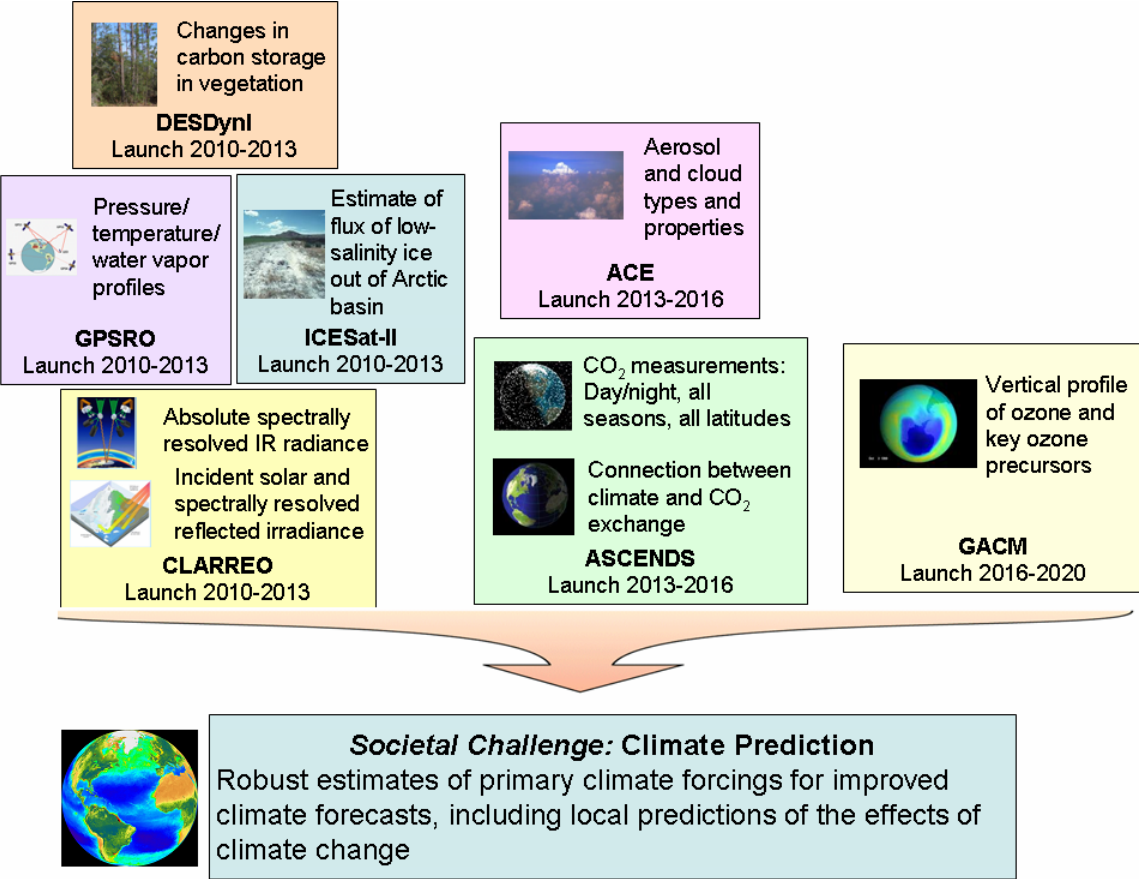 Changes in
carbon storage
in vegetation
DESDynI
Launch 2010-2013
Pressure/
temperature/
water vapor
profiles
GPSRO
Launch 2010-2013
Estimate of
flux of low-
salinity ice
out of Arctic
basin
ICESat-II
Launch 2010-2013
Absolute spectrally
resolved IR radiance
Incident solar and
spectrally resolved
reflected irradiance
CLARREO
Launch 2010-2013
Aerosol
and cloud
types and
properties
ACE
Launch 2013-2016
CO₂ measurements:
Day/night, all
seasons, all latitudes
Connection between
climate and CO₂
exchange
ASCENDS
Launch 2013-2016
Vertical profile
of ozone and
key ozone
precursors
GACM
Launch 2016-2020
Societal Challenge: Climate Prediction
Robust estimates of primary climate forcings for improved
climate forecasts, including local predictions of the effects of
climate change